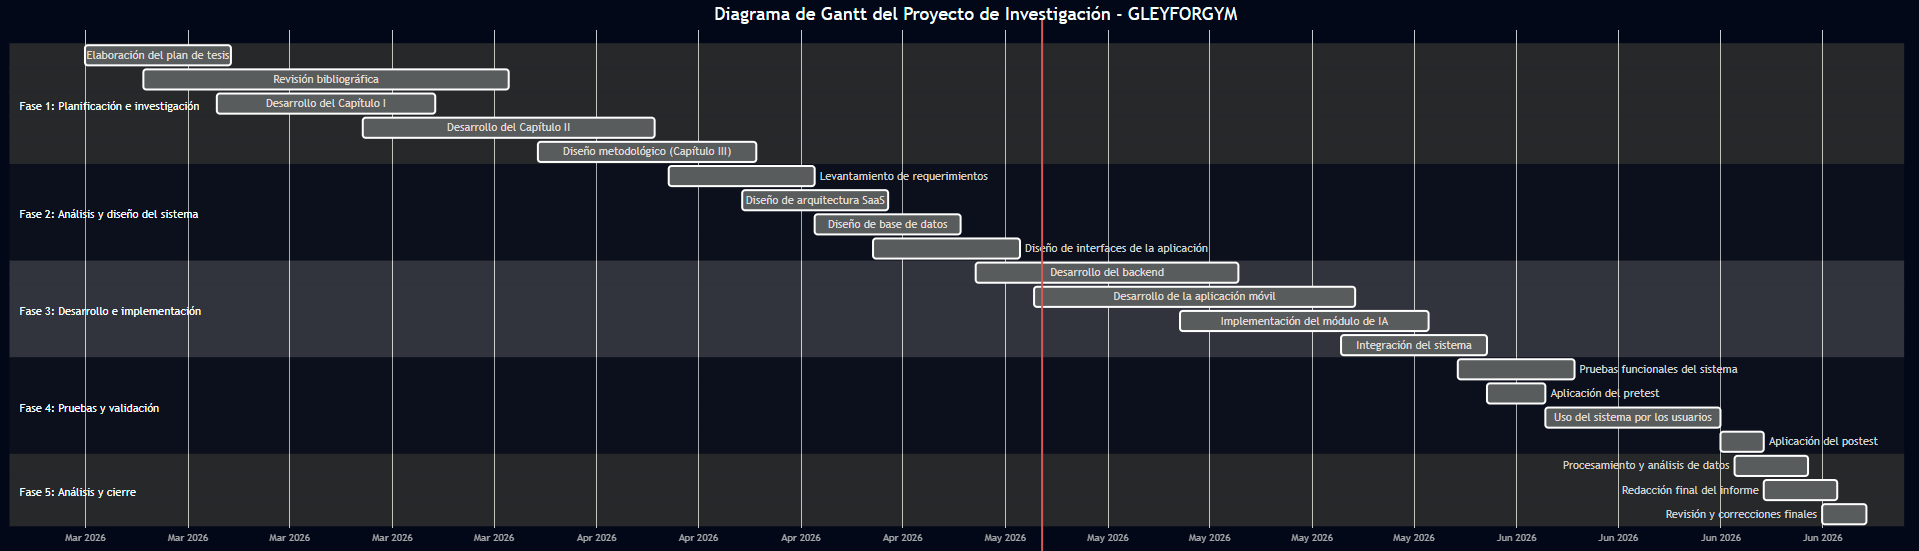 Diagrama de Gantt del Proyecto de Investigación - GLEYFORGYM
Elaboración del plan de tesis
Revisión bibliográfica
Fase 1: Planificación e investigación
Desarrollo del Capítulo I
Desarrollo del Capítulo II
Diseño metodológico (Capítulo III)
Levantamiento de requerimientos
Diseño de arquitectura SaaS
Fase 2: Análisis y diseño del sistema
Diseño de base de datos
Diseño de interfaces de la aplicación
Desarrollo del backend
Desarrollo de la aplicación móvil
Fase 3: Desarrollo e implementación
Implementación del módulo de IA
Integración del sistema
Pruebas funcionales del sistema
Aplicación del pretest
Fase 4: Pruebas y validación
Uso del sistema por los usuarios
Aplicación del postest
Procesamiento y análisis de datos
Fase 5: Análisis y cierre
Redacción final del informe
Revisión y correcciones finales
Mar 2026 Mar 2026 Mar 2026 Mar 2026 Mar 2026 Apr 2026 Apr 2026 Apr 2026 Apr 2026 May 2026 May 2026 May 2026 May 2026 May 2026 Jun 2026 Jun 2026 Jun 2026 Jun 2026